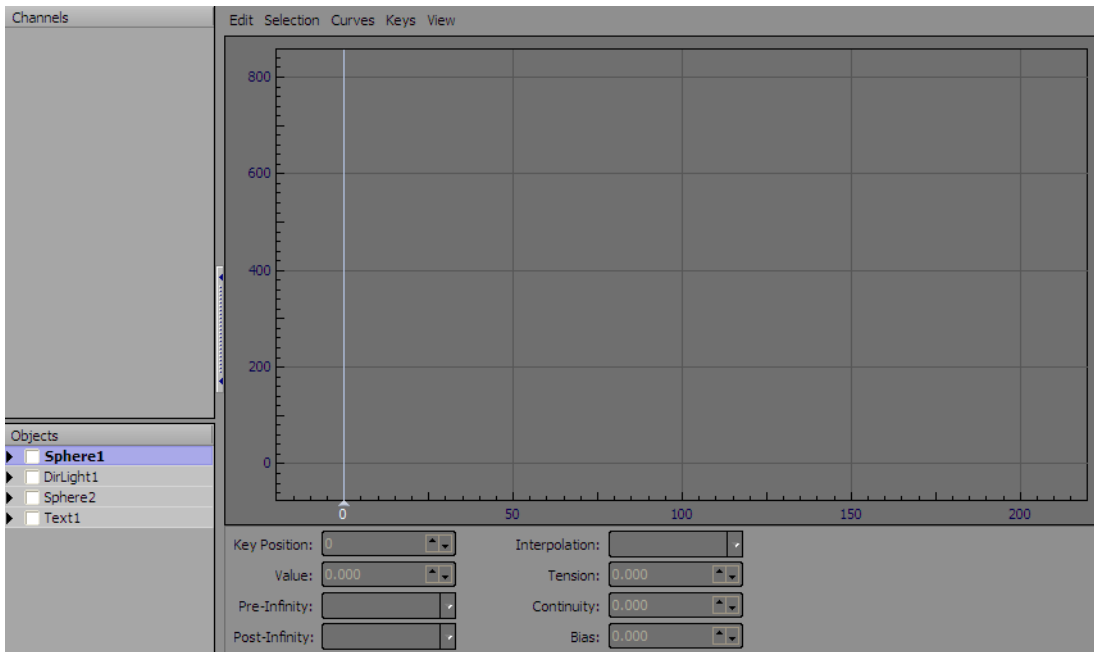 Channels
Edit Selection Curves Keys View
800
600
400
200
0
0 50 100 150 200
Objects
Sphere1
DirLight1
Sphere2
Text1
Key Position: 0 Interpolation:
Value: 0.000 Tension: 0.000
Pre-Infinity: Continuity: 0.000
Post-Infinity: Bias: 0.000